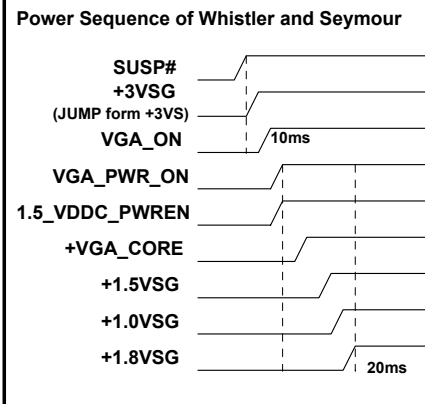 Power Sequence of Whistler and Seymour
SUSP#
+3VSG
(JUMP form +3VS)
VGA_ON
10ms
VGA_PWR_ON
1.5_VDDC_PWREN
+VGA_CORE
+1.5VSG
+1.0VSG
+1.8VSG
20ms